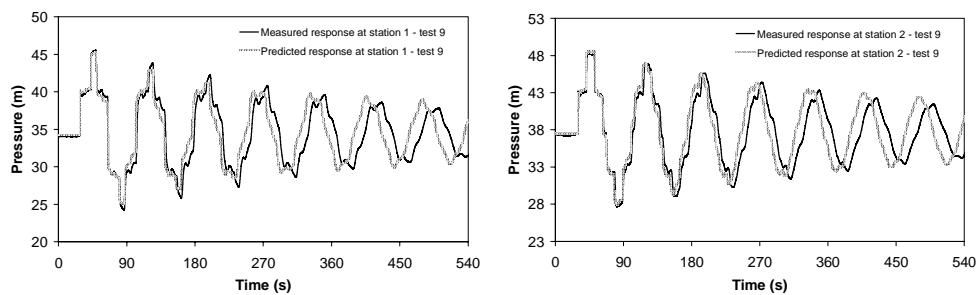 50
45
40
35
30
25
20
Pressure (m)
0 90 180 270 360 450 540
Time (s)
Measured response at station 1 - test 9
Predicted response at station 1 - test 9
53
48
43
38
33
28
23
Pressure (m)
0 90 180 270 360 450 540
Time (s)
Measured response at station 2 - test 9
Predicted response at station 2 - test 9